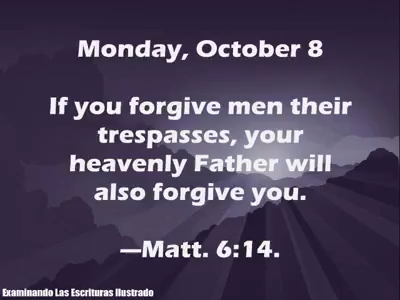 Monday, October 8
If you forgive men their
trespasses, your
heavenly Father will
also forgive you.
—Matt. 6:14.
Examinando Las Escrituras Ilustrado